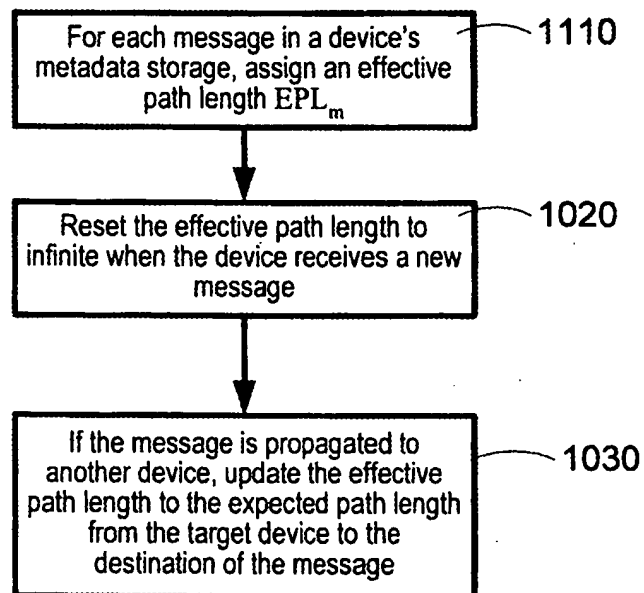 For each message in a device's
metadata storage, assign an effective
path length EPLm
1110
Reset the effective path length to
infinite when the device receives a new
message
1020
If the message is propagated to
another device, update the effective
path length to the expected path length
from the target device to the
destination of the message
1030